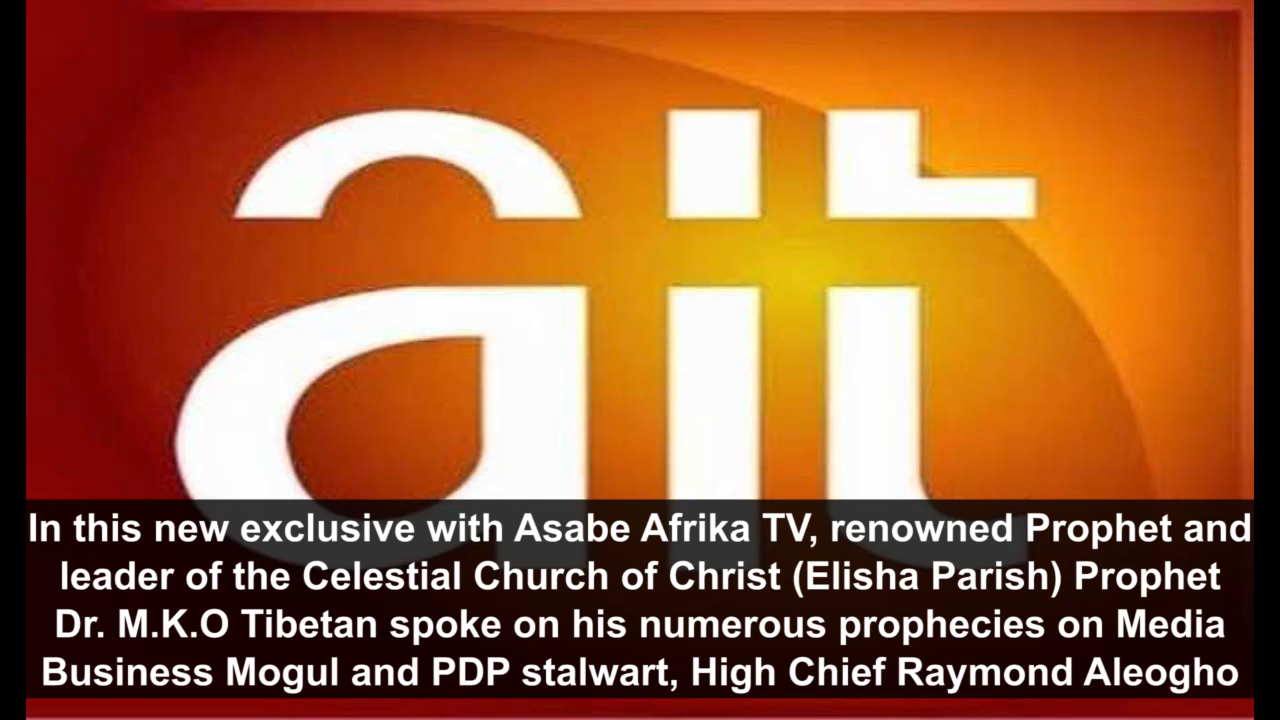 ait
In this new exclusive with Asabe Afrika TV, renowned Prophet and
leader of the Celestial Church of Christ (Elisha Parish) Prophet
Dr. M.K.O Tibetan spoke on his numerous prophecies on Media
Business Mogul and PDP stalwart, High Chief Raymond Aleogho